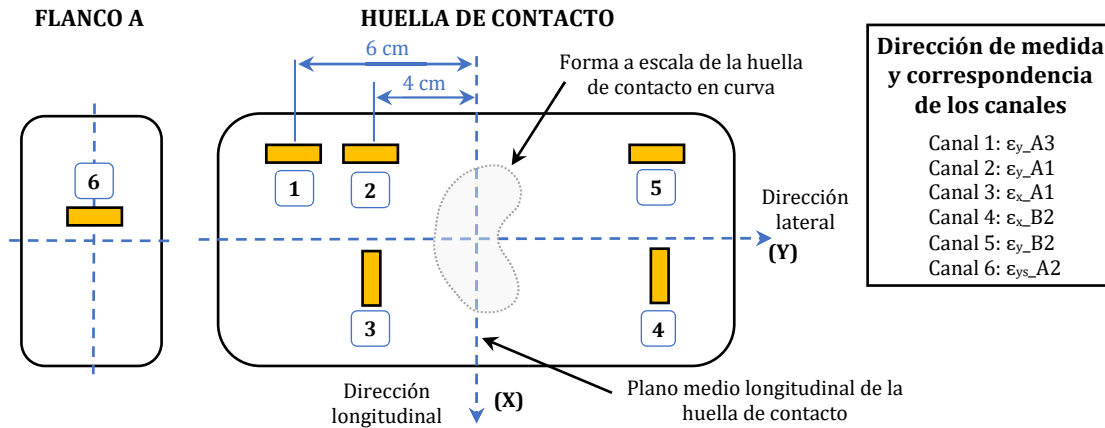 FLANCO A
HUELLA DE CONTACTO
6 cm
4 cm
Forma a escala de la huella
de contacto en curva
6
1
2
5
3
4
Dirección
lateral
(Y)
Dirección
longitudinal
(X)
Plano medio longitudinal de la
huella de contacto
Dirección de medida
y correspondencia
de los canales
Canal 1: εy_A3
Canal 2: εy_A1
Canal 3: εx_A1
Canal 4: εx_B2
Canal 5: εy_B2
Canal 6: εys_A2